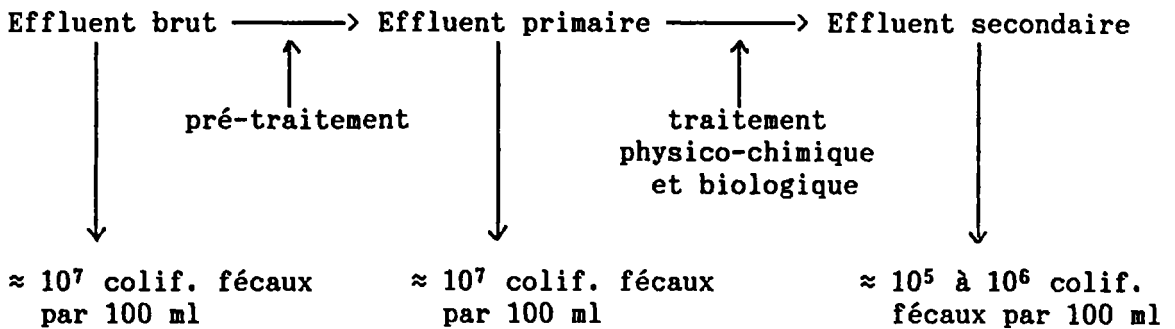 Effluent brut ⟶ Effluent primaire ⟶ Effluent secondaire
pré-traitement
traitement
physico-chimique
et biologique
≈ 10⁷ colif. fécaux
par 100 ml
≈ 10⁷ colif. fécaux
par 100 ml
≈ 10⁵ à 10⁶ colif.
fécaux par 100 ml